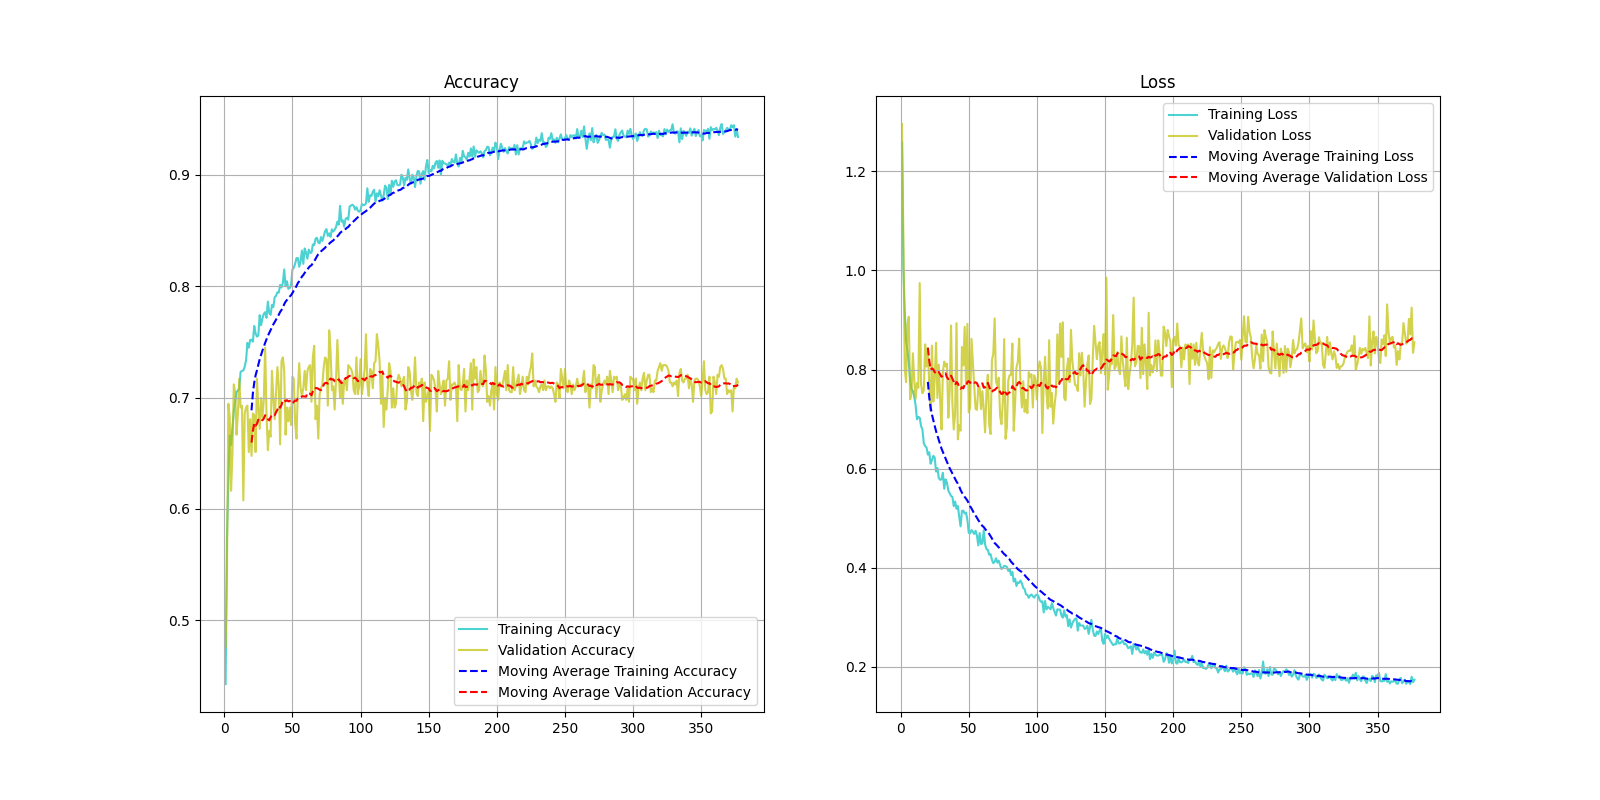 Accuracy
0.9
0.8
0.7
0.6
0.5
0 50 100 150 200 250 300 350
Training Accuracy
Validation Accuracy
Moving Average Training Accuracy
Moving Average Validation Accuracy
Loss
1.2
1.0
0.8
0.6
0.4
0.2
0 50 100 150 200 250 300 350
Training Loss
Validation Loss
Moving Average Training Loss
Moving Average Validation Loss